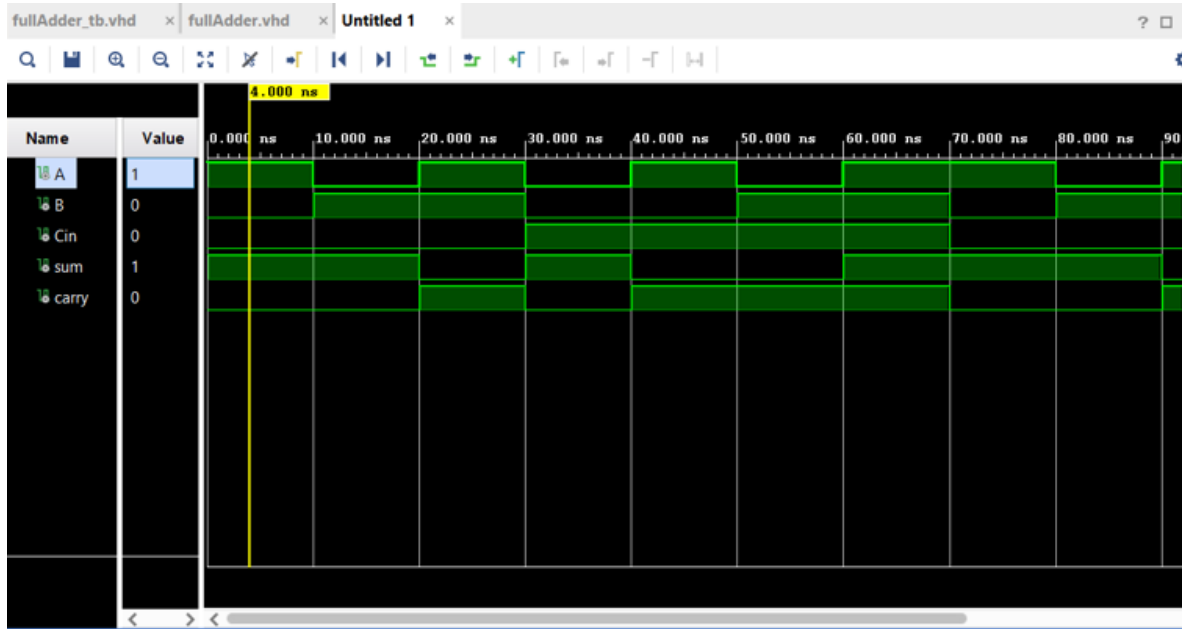 fullAdder_tb.vhd × fullAdder.vhd × Untitled 1 × ?
4.000 ns
Name Value 0.000 ns 10.000 ns 20.000 ns 30.000 ns 40.000 ns 50.000 ns 60.000 ns 70.000 ns 80.000 ns 90
A 1
B 0
Cin 0
sum 1
carry 0